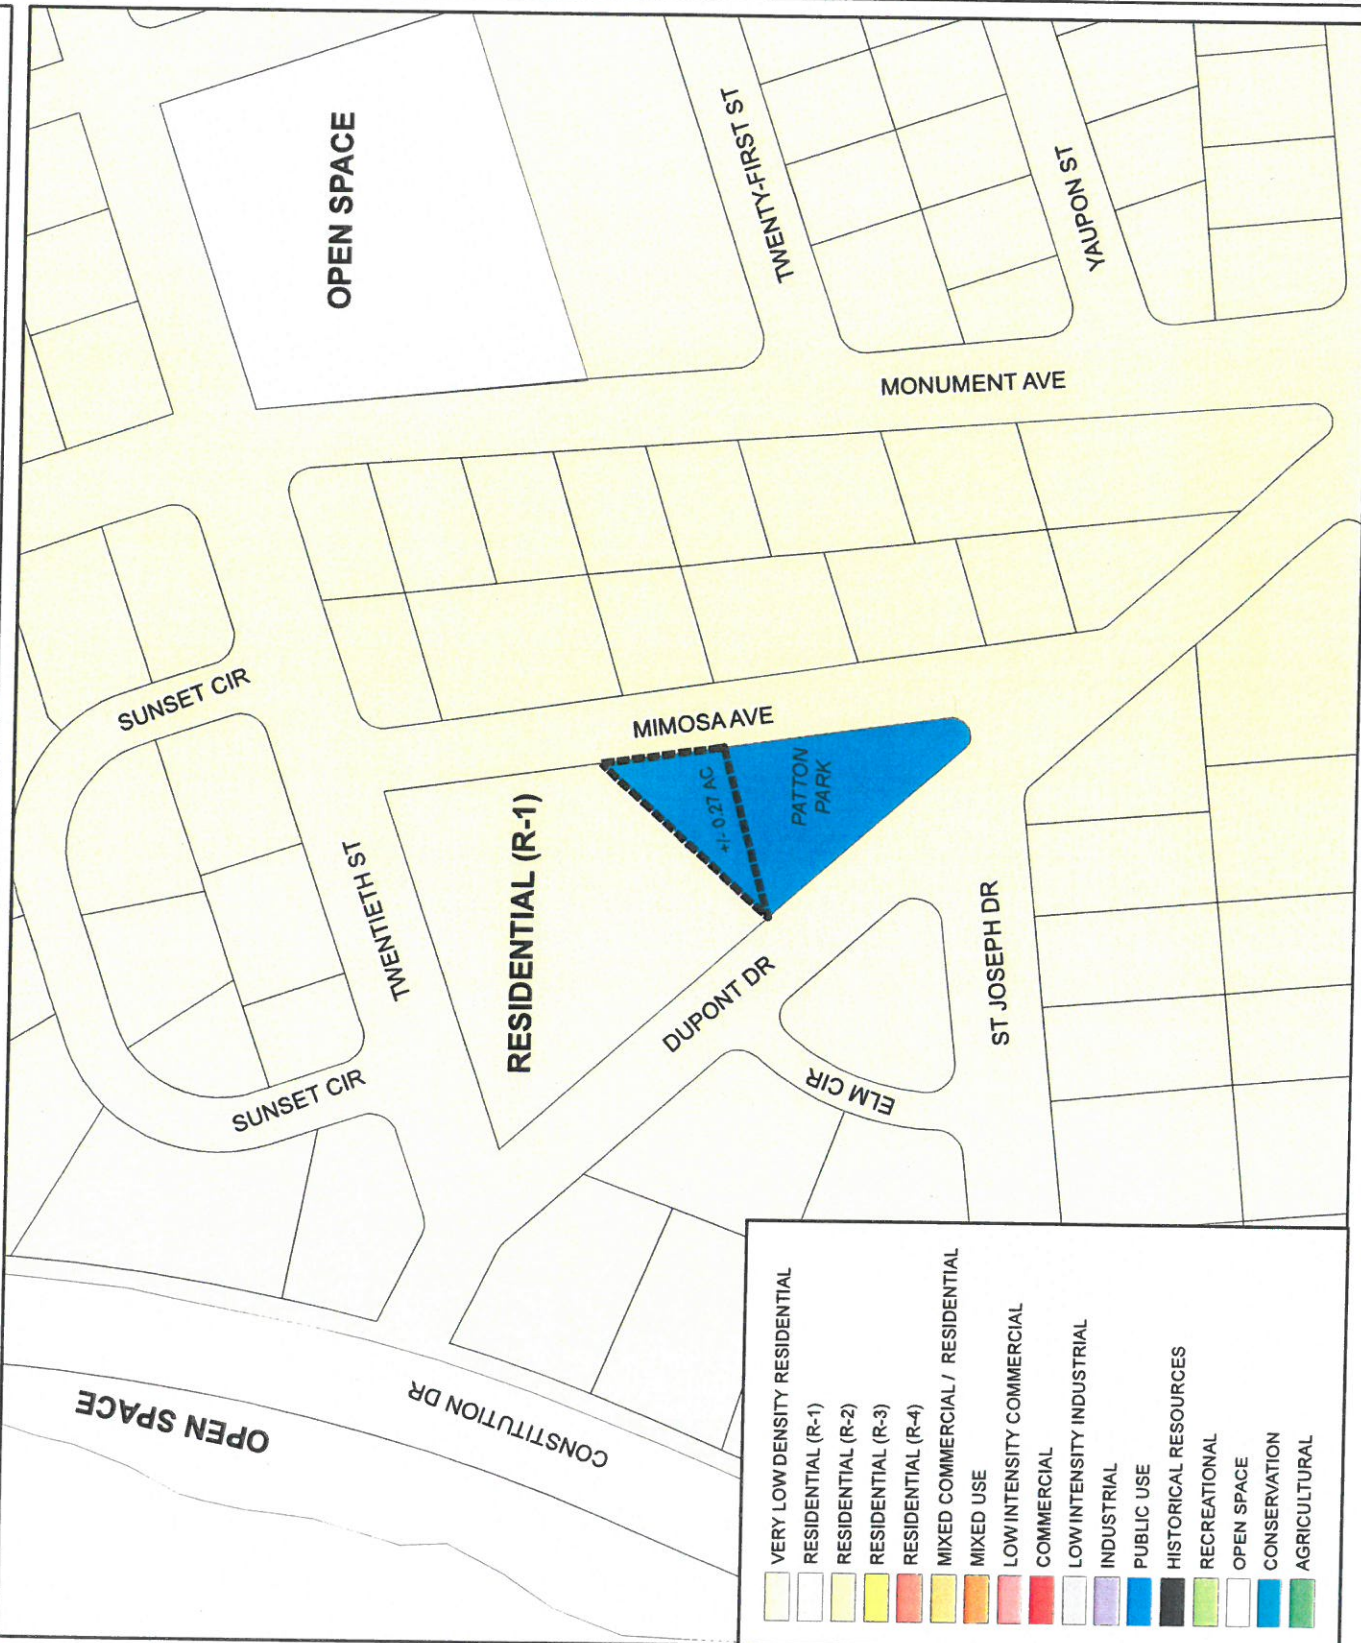 OPEN SPACE
TWENTY-FIRST ST
YAUPON ST
MONUMENT AVE
SUNSET CIR
MIMOSA AVE
TWENTIETH ST
RESIDENTIAL (R-1)
+/- 0.27 AC
PATTON
PARK
DUPONT DR
ST JOSEPH DR
ELM CIR
SUNSET CIR
CONSTITUTION DR
OPEN SPACE
VERY LOW DENSITY RESIDENTIAL
RESIDENTIAL (R-1)
RESIDENTIAL (R-2)
RESIDENTIAL (R-3)
RESIDENTIAL (R-4)
MIXED COMMERCIAL / RESIDENTIAL
MIXED USE
LOW INTENSITY COMMERCIAL
COMMERCIAL
LOW INTENSITY INDUSTRIAL
INDUSTRIAL
PUBLIC USE
HISTORICAL RESOURCES
RECREATIONAL
OPEN SPACE
CONSERVATION
AGRICULTURAL